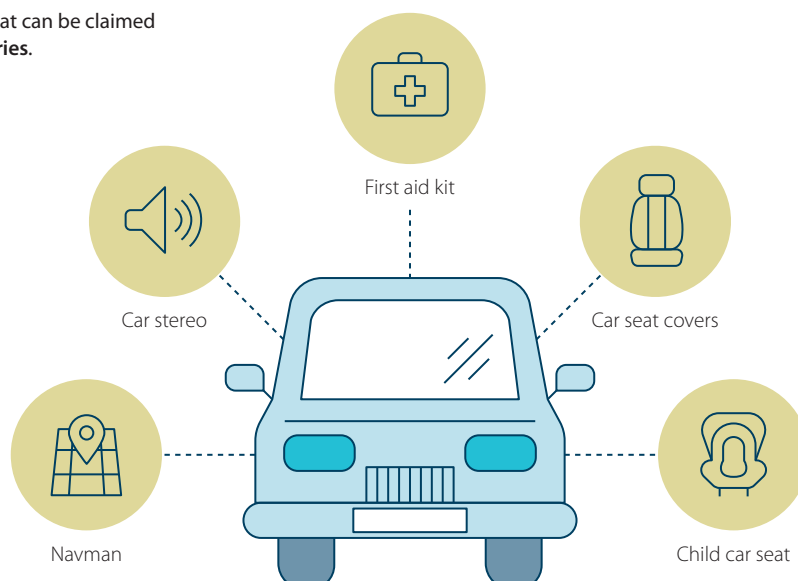 at can be claimed
ries.
First aid kit
Car stereo
Car seat covers
Navman
Child car seat